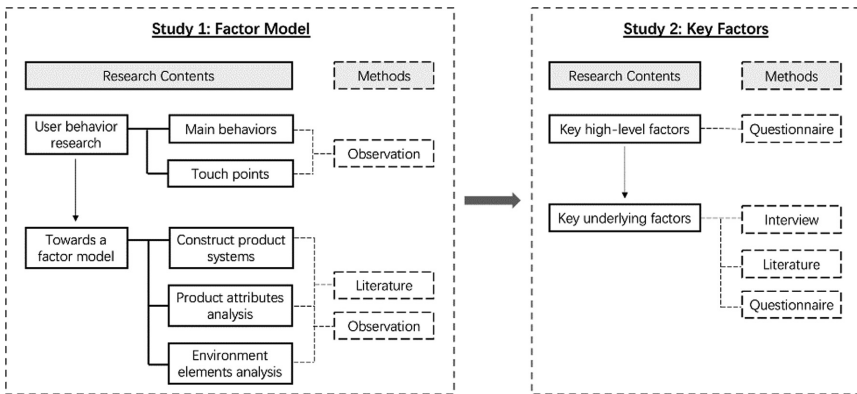 Study 1: Factor Model
Research Contents
Methods
User behavior
research
Main behaviors
Touch points
Observation
Towards a
factor model
Construct product
systems
Product attributes
analysis
Environment
elements analysis
Literature
Observation
Study 2: Key Factors
Research Contents
Methods
Key high-level factors
Questionnaire
Key underlying factors
Interview
Literature
Questionnaire